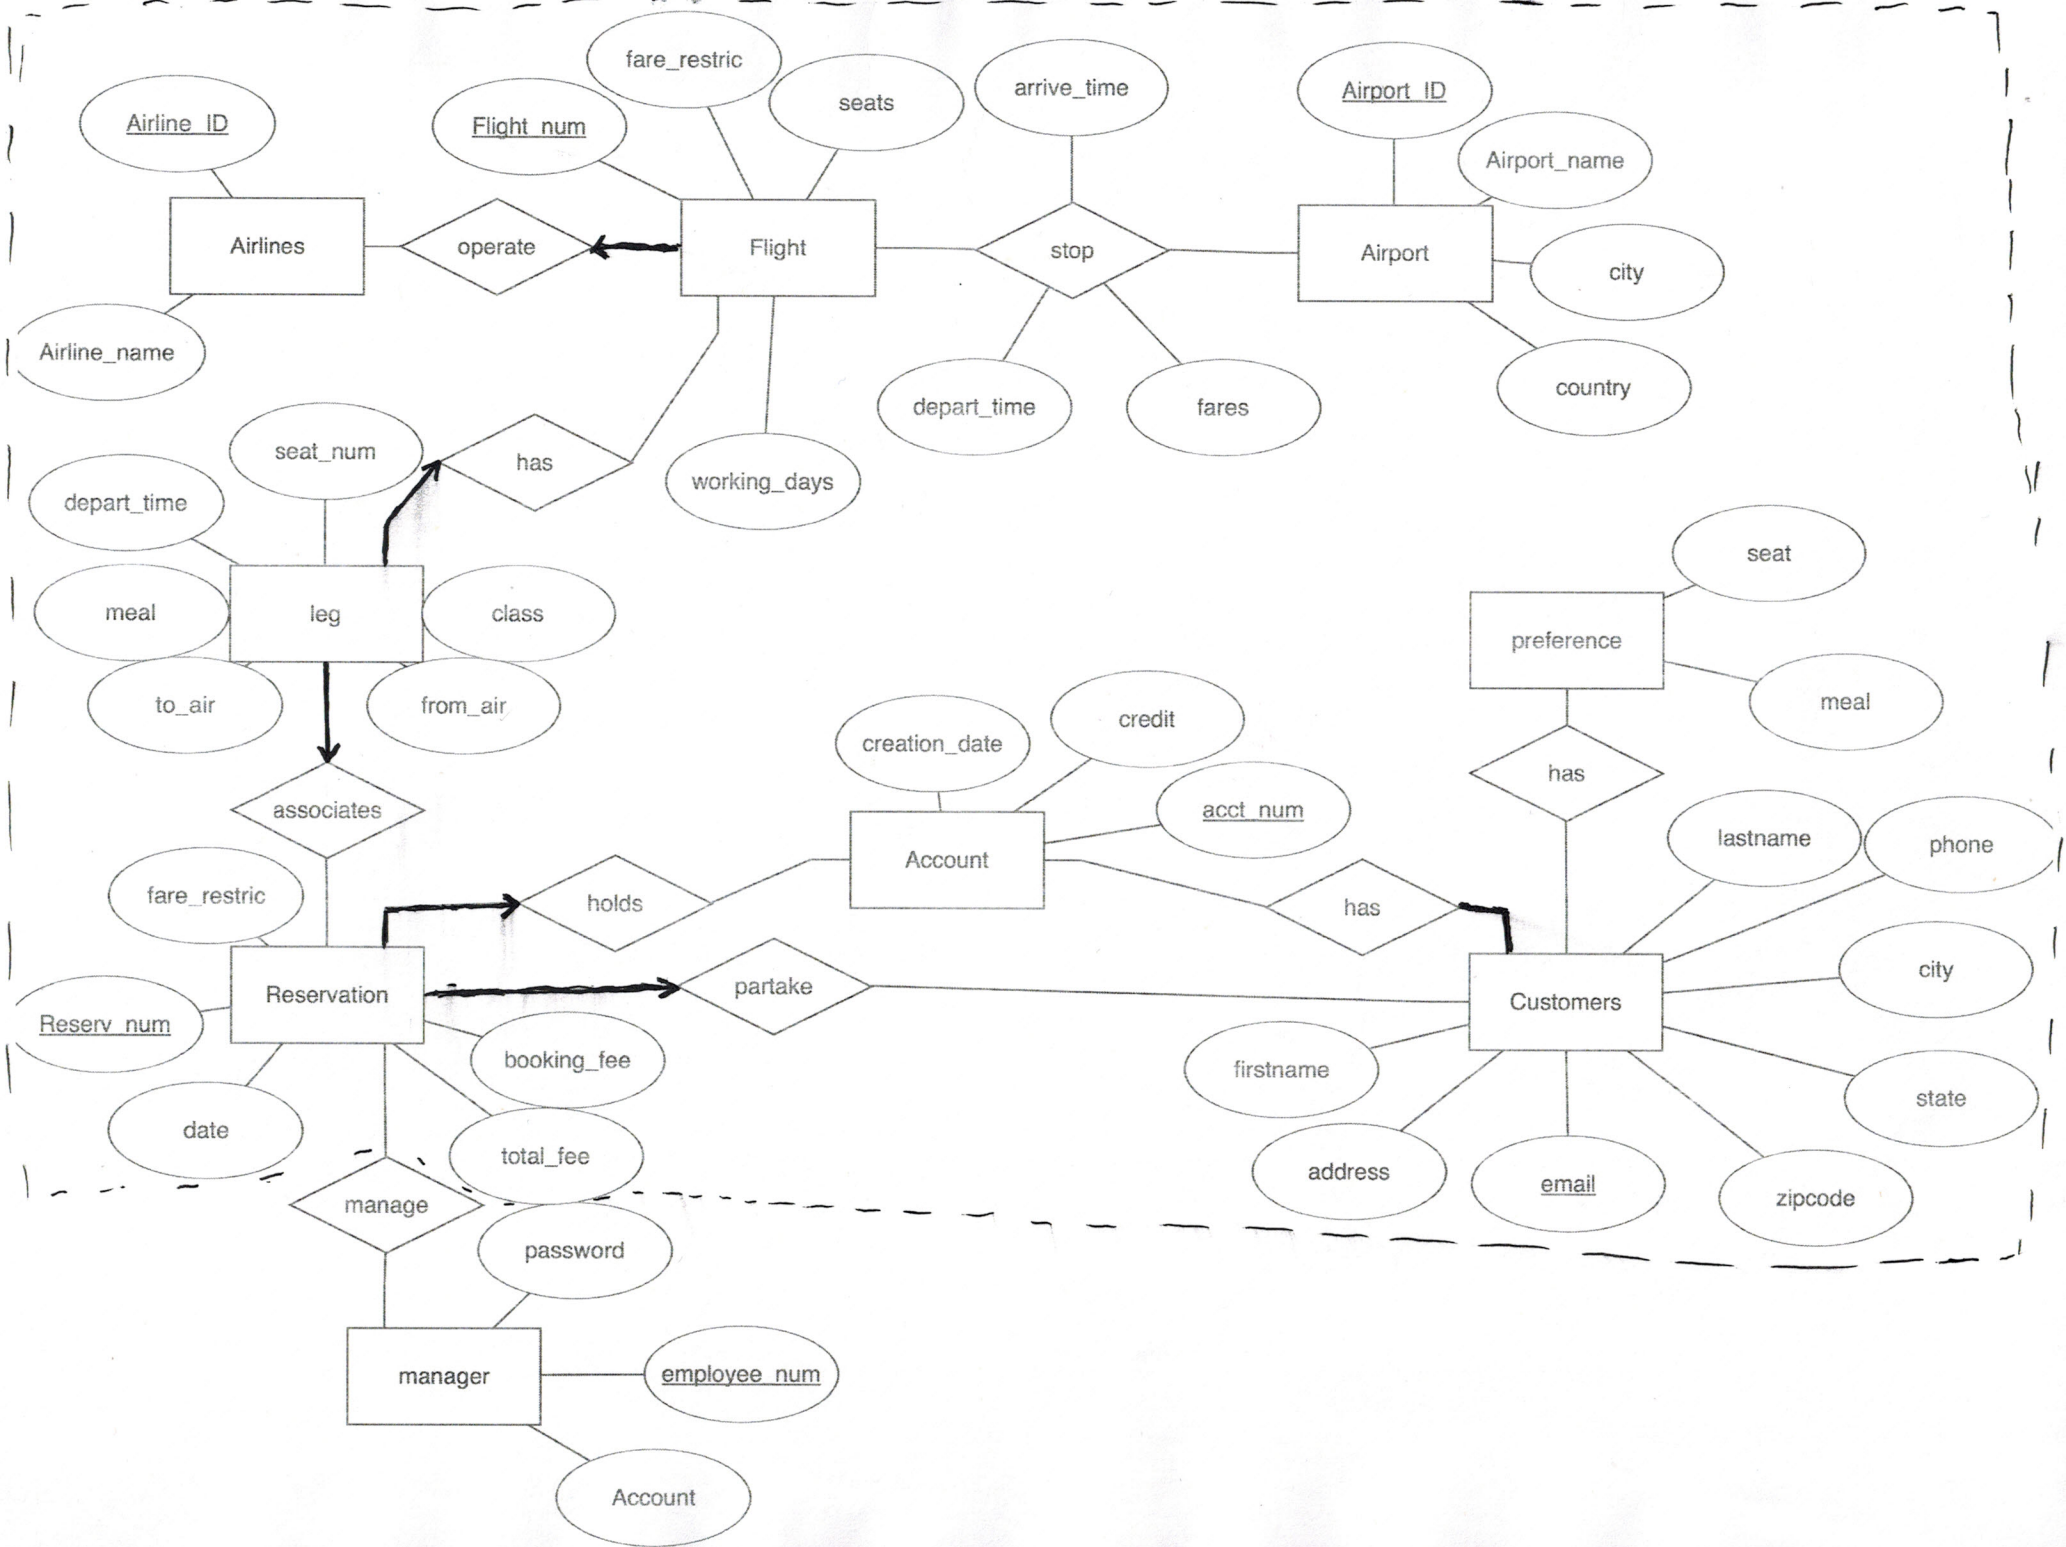 fare_restric
arrive_time
Airport_ID
seats
Airline_ID
Flight_num
Airport_name
Airlines
operate
Flight
stop
Airport
city
Airline_name
depart_time
fares
country
seat_num
has
working_days
depart_time
seat
meal
leg
class
preference
to_air
from_air
creation_date
credit
meal
has
associates
acct_num
lastname
phone
Account
fare_restric
holds
has
city
Reservation
partake
Customers
Reserv_num
booking_fee
firstname
state
date
total_fee
address
email
zipcode
manage
password
manager
employee_num
Account